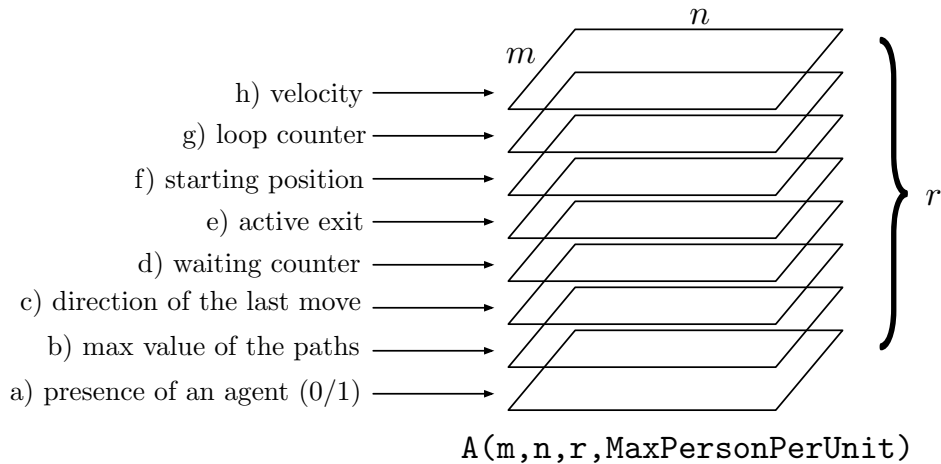 n
m
h) velocity
g) loop counter
f) starting position
r
e) active exit
d) waiting counter
c) direction of the last move
b) max value of the paths
a) presence of an agent (0/1)
A(m,n,r,MaxPersonPerUnit)